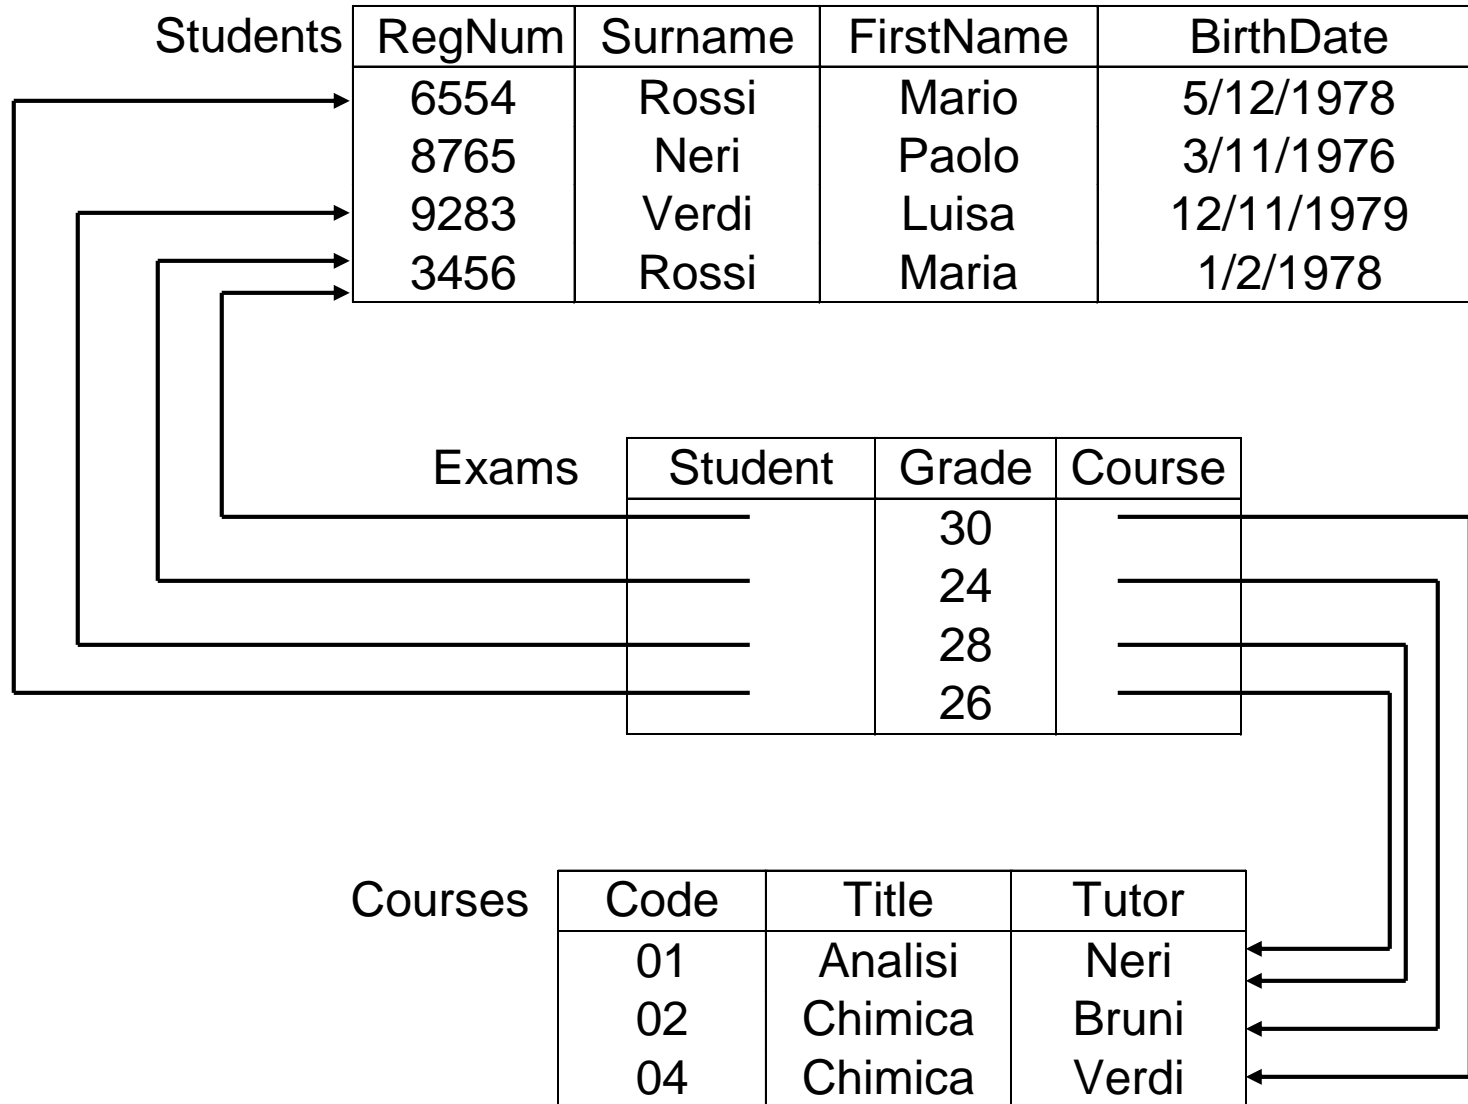 Students RegNum Surname FirstName BirthDate
6554 Rossi Mario 5/12/1978
8765 Neri Paolo 3/11/1976
9283 Verdi Luisa 12/11/1979
3456 Rossi Maria 1/2/1978
Exams Student Grade Course
30
24
28
26
Courses Code Title Tutor
01 Analisi Neri
02 Chimica Bruni
04 Chimica Verdi